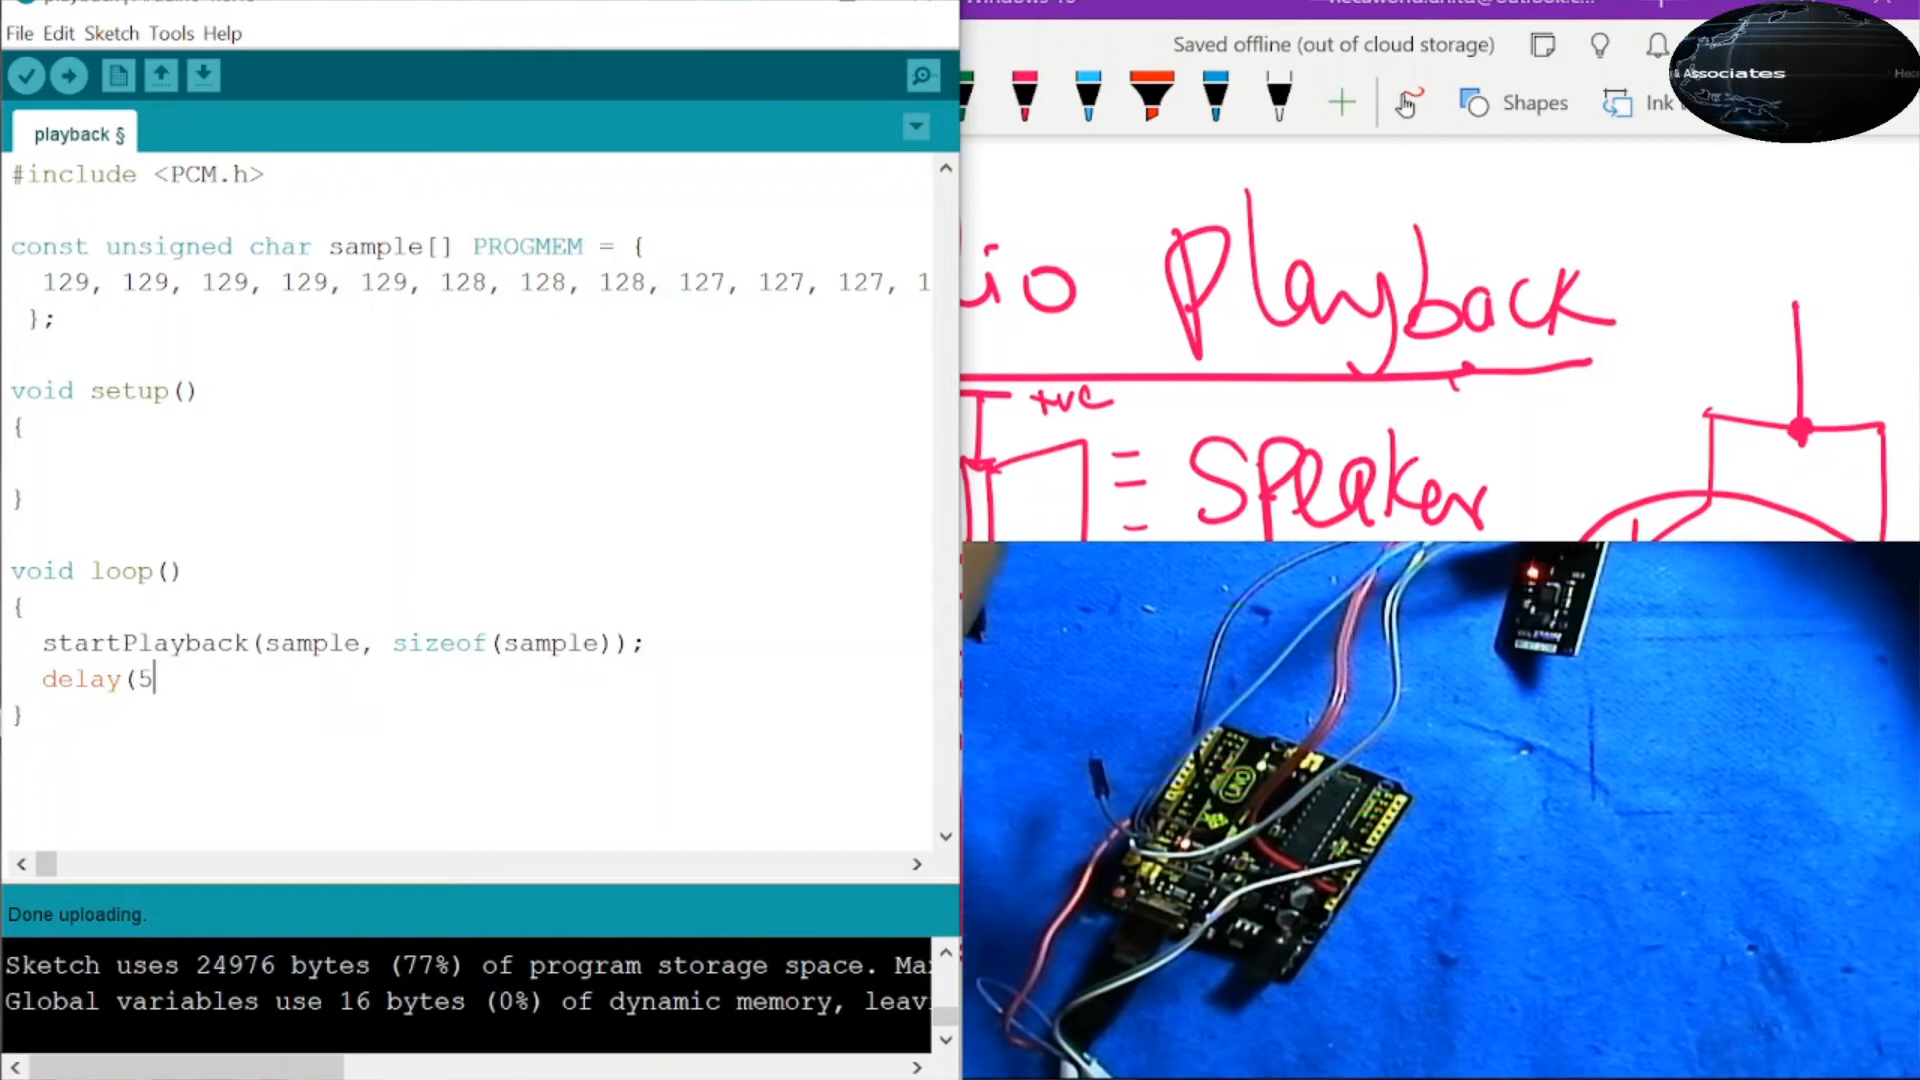 File Edit Sketch Tools Help
playback §
#include <PCM.h>
const unsigned char sample[] PROGMEM = {
129, 129, 129, 129, 129, 128, 128, 128, 127, 127, 127, 1
};
void setup()
{
}
void loop()
{
startPlayback(sample, sizeof(sample));
delay(5
}
Done uploading.
Sketch uses 24976 bytes (77%) of program storage space.
Global variables use 16 bytes (0%) of dynamic memory,
Saved offline (out of cloud storage)
Shapes
Ink
Associates
io Playback
+ve
Speaker
UNO